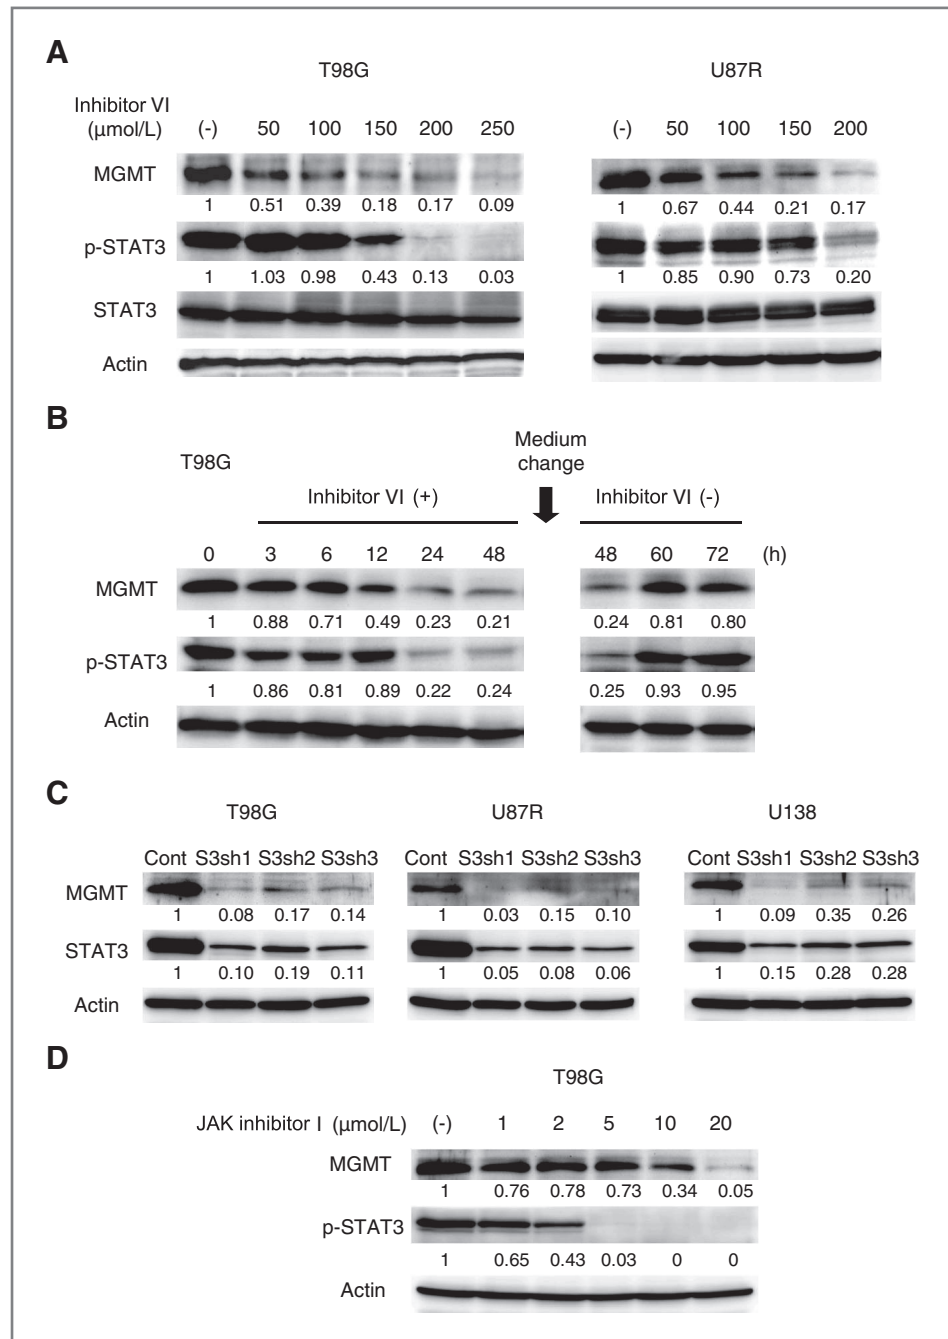 A
T98G U87R
Inhibitor VI
(μmol/L) (-) 50 100 150 200 250 (-) 50 100 150 200
MGMT
1 0.51 0.39 0.18 0.17 0.09 1 0.67 0.44 0.21 0.17
p-STAT3
1 1.03 0.98 0.43 0.13 0.03 1 0.85 0.90 0.73 0.20
STAT3
Actin
B
Medium
change
T98G
Inhibitor VI (+) Inhibitor VI (-)
0 3 6 12 24 48 48 60 72 (h)
MGMT
1 0.88 0.71 0.49 0.23 0.21 0.24 0.81 0.80
p-STAT3
1 0.86 0.81 0.89 0.22 0.24 0.25 0.93 0.95
Actin
C
T98G U87R U138
Cont S3sh1 S3sh2 S3sh3 Cont S3sh1 S3sh2 S3sh3 Cont S3sh1 S3sh2 S3sh3
MGMT
1 0.08 0.17 0.14 1 0.03 0.15 0.10 1 0.09 0.35 0.26
STAT3
1 0.10 0.19 0.11 1 0.05 0.08 0.06 1 0.15 0.28 0.28
Actin
D
T98G
JAK inhibitor I (μmol/L) (-) 1 2 5 10 20
MGMT
1 0.76 0.78 0.73 0.34 0.05
p-STAT3
1 0.65 0.43 0.03 0 0
Actin